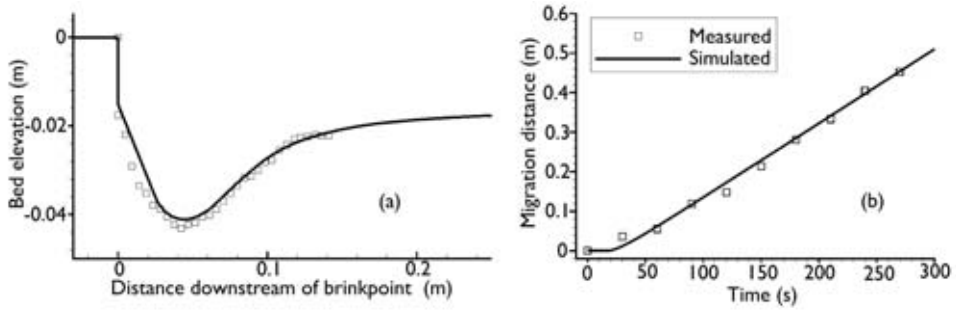 0
-0.02
-0.04
0
0.1
0.2
Bed elevation (m)
Distance downstream of brinkpoint (m)
(a)
0.6
0.5
0.4
0.3
0.2
0.1
0
0
50
100
150
200
250
300
Migration distance (m)
Time (s)
Measured
Simulated
(b)